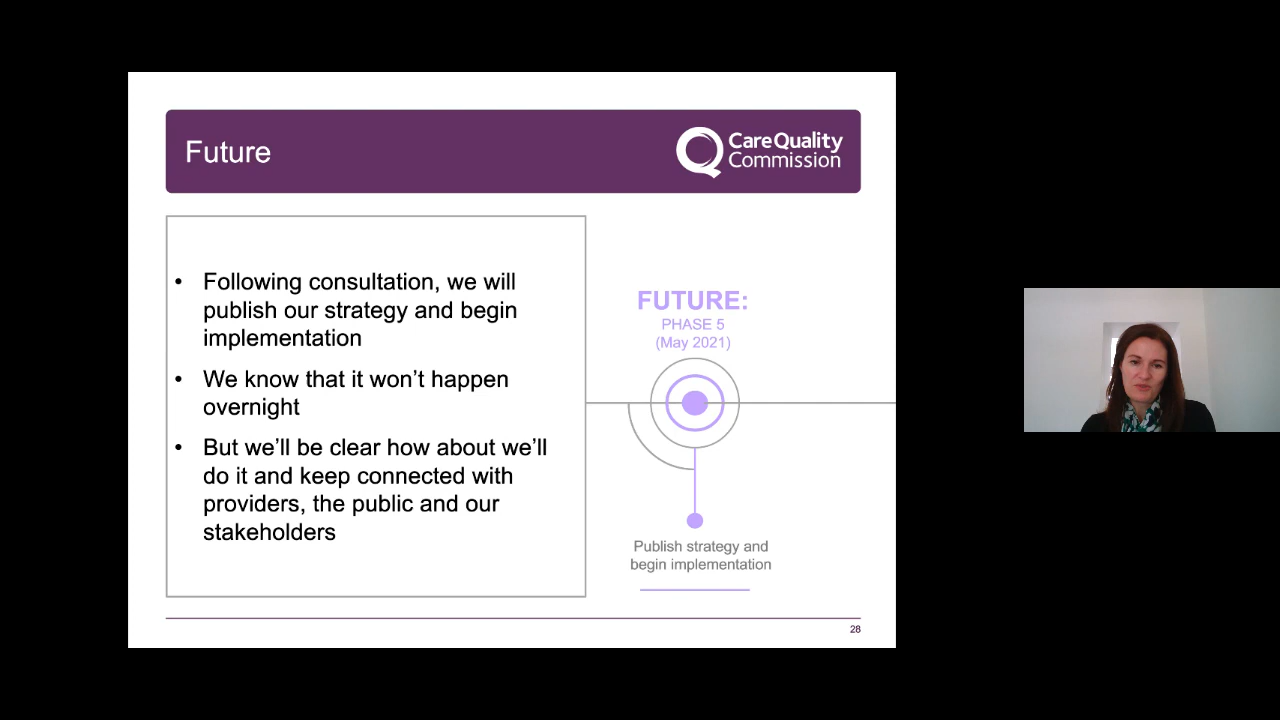 Future
CareQuality
Commission
• Following consultation, we will
publish our strategy and begin
implementation
• We know that it won’t happen
overnight
• But we’ll be clear how about we’ll
do it and keep connected with
providers, the public and our
stakeholders
FUTURE:
PHASE 5
(May 2021)
Publish strategy and
begin implementation
28